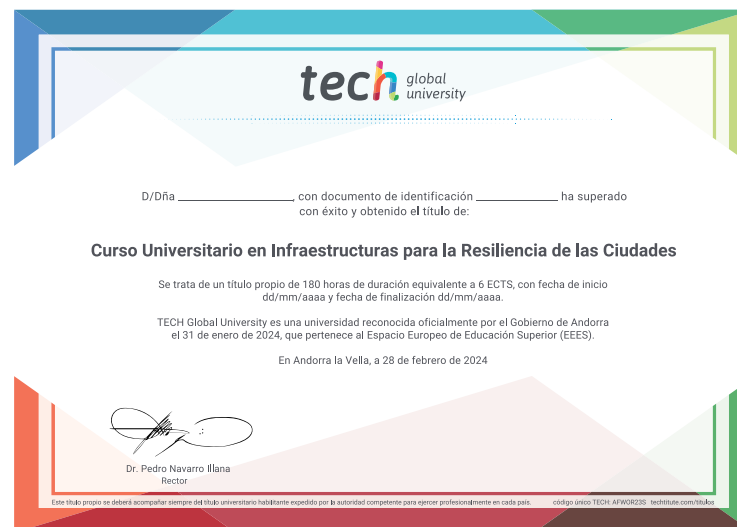 tech global
university
D/Dña ____________, con documento de identificación ____________ ha superado
con éxito y obtenido el título de:
Curso Universitario en Infraestructuras para la Resiliencia de las Ciudades
Se trata de un título propio de 180 horas de duración equivalente a 6 ECTS, con fecha de inicio
dd/mm/aaaa y fecha de finalización dd/mm/aaaa.
TECH Global University es una universidad reconocida oficialmente por el Gobierno de Andorra
el 31 de enero de 2024, que pertenece al Espacio Europeo de Educación Superior (EEES).
En Andorra la Vella, a 28 de febrero de 2024
Dr. Pedro Navarro Illana
Rector
Este título propio se deberá acompañar siempre del título universitario habilitante expedido por la autoridad competente para ejercer profesionalmente en cada país. código único TECH: AFWOR23S techtitute.com/titulos